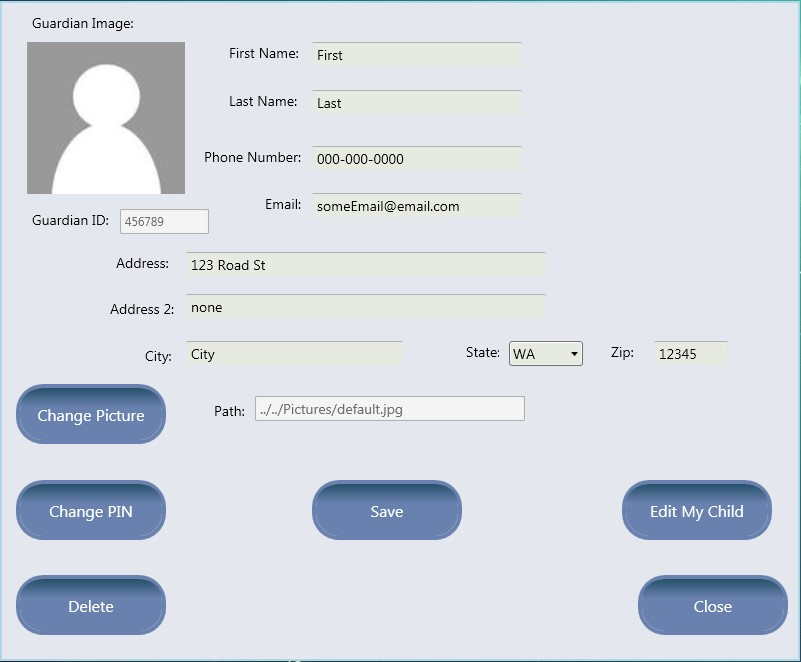 Guardian Image:
First Name: First
Last Name: Last
Phone Number: 000-000-0000
Email: someEmail@email.com
Guardian ID: 456789
Address: 123 Road St
Address 2: none
City: City State: WA Zip: 12345
Change Picture Path: ../../Pictures/default.jpg
Change PIN Save Edit My Child
Delete Close